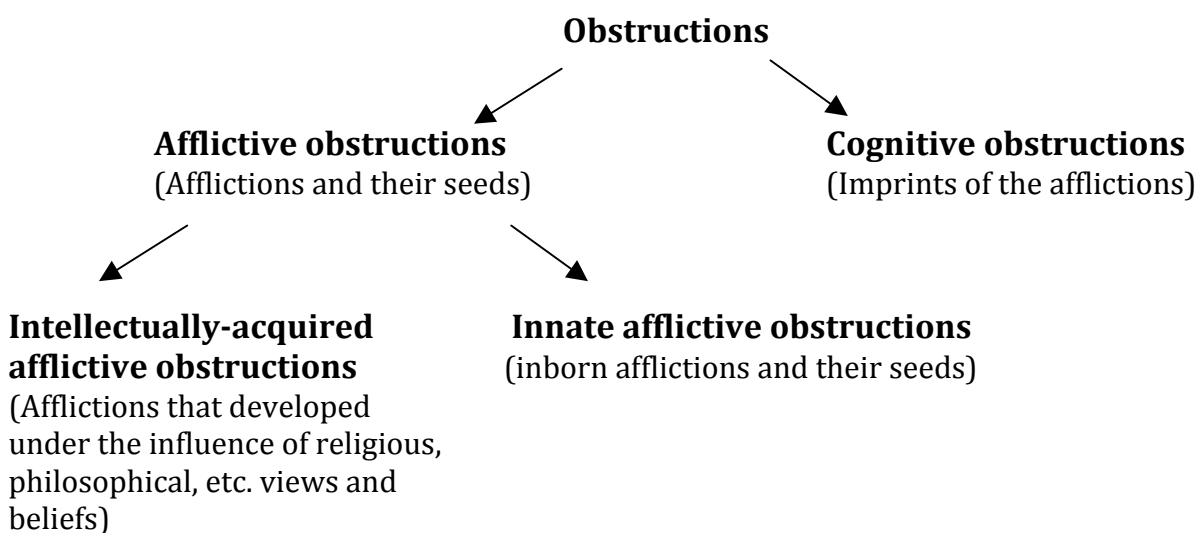 Obstructions
Afflictive obstructions
(Afflictions and their seeds)
Cognitive obstructions
(Imprints of the afflictions)
Intellectually-acquired
afflictive obstructions
(Afflictions that developed
under the influence of religious,
philosophical, etc. views and
beliefs)
Innate afflictive obstructions
(inborn afflictions and their seeds)